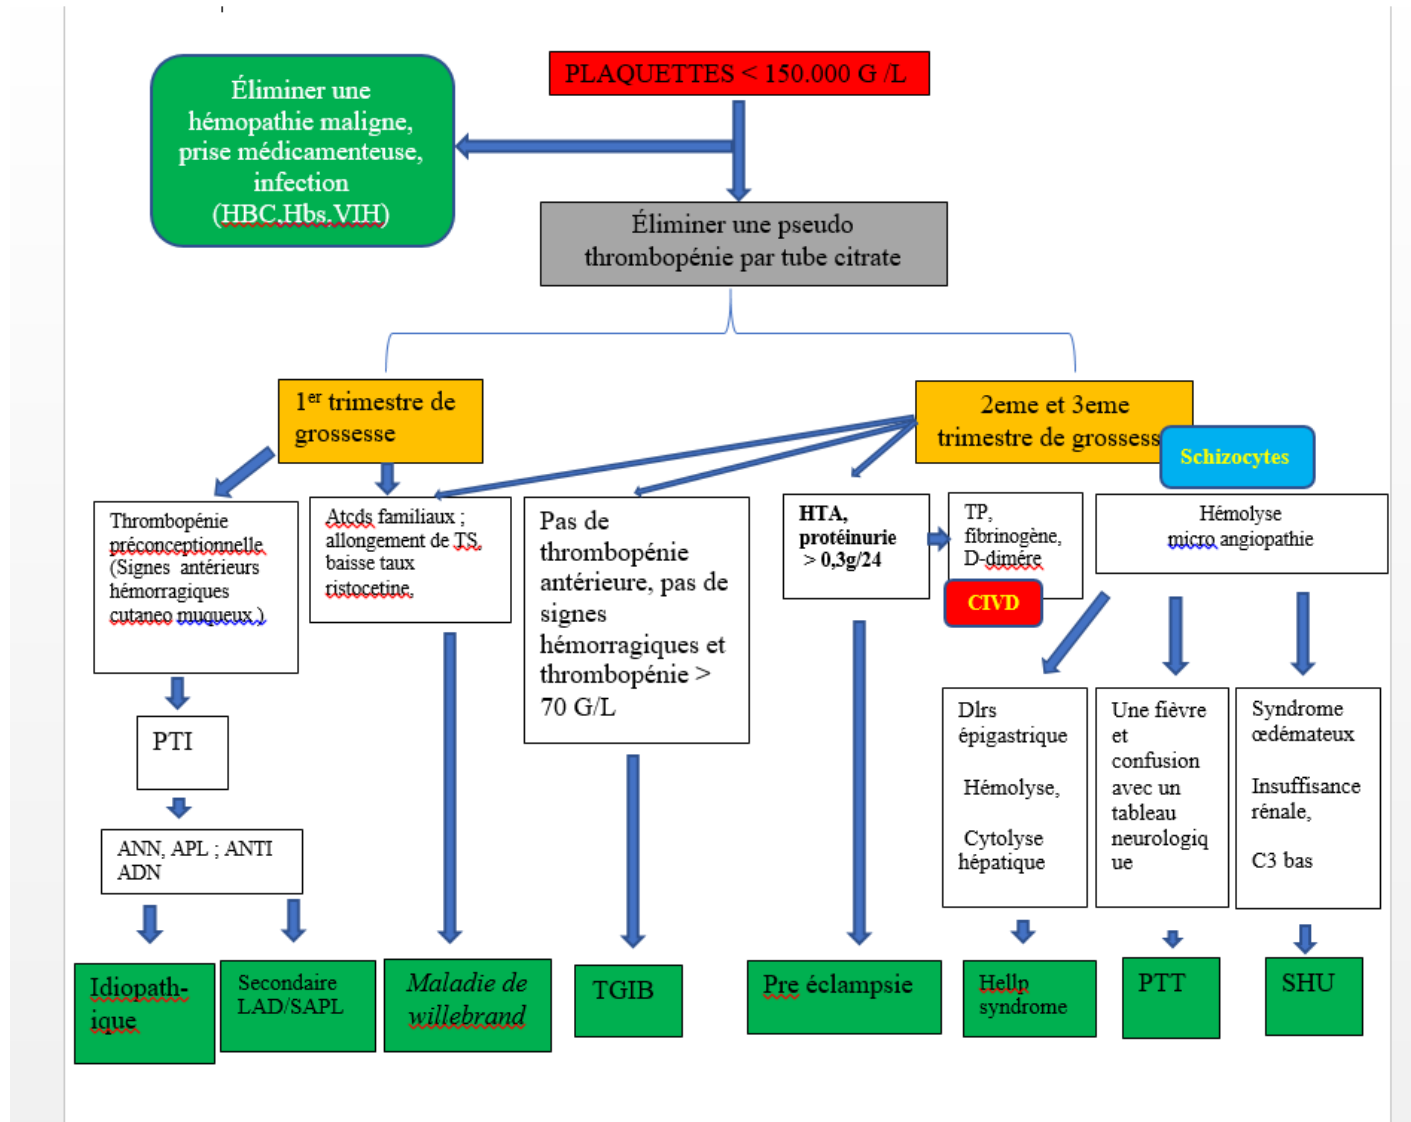 PLAQUETTES < 150.000 G /L
Éliminer une
hémopathie maligne,
prise médicamenteuse,
infection
(HBC,Hbs.VIH)
Éliminer une pseudo
thrombopénie par tube citrate
1er trimestre de
grossesse
2eme et 3eme
trimestre de grossess
Schizocytes
Thrombopénie
préconceptionnelle
(Signes antérieurs
hémorragiques
cutaneo muqueux )
Atcds familiaux ;
allongement de TS,
baisse taux
ristocetine,
Pas de
thrombopénie
antérieure, pas de
signes
hémorragiques et
thrombopénie >
70 G/L
HTA,
protéinurie
> 0,3g/24
TP,
fibrinogène,
D-dimére
CIVD
Hémolyse
micro angiopathie
PTI
ANN, APL ; ANTI
ADN
Dlrs
épigastrique
Hémolyse,
Cytolyse
hépatique
Une fièvre
et
confusion
avec un
tableau
neurologiq
ue
Syndrome
œdémateux
Insuffisance
rénale,
C3 bas
Idiopath-
ique
Secondaire
LAD/SAPL
Maladie de
willebrand
TGIB
Pre éclampsie
Hellp
syndrome
PTT
SHU